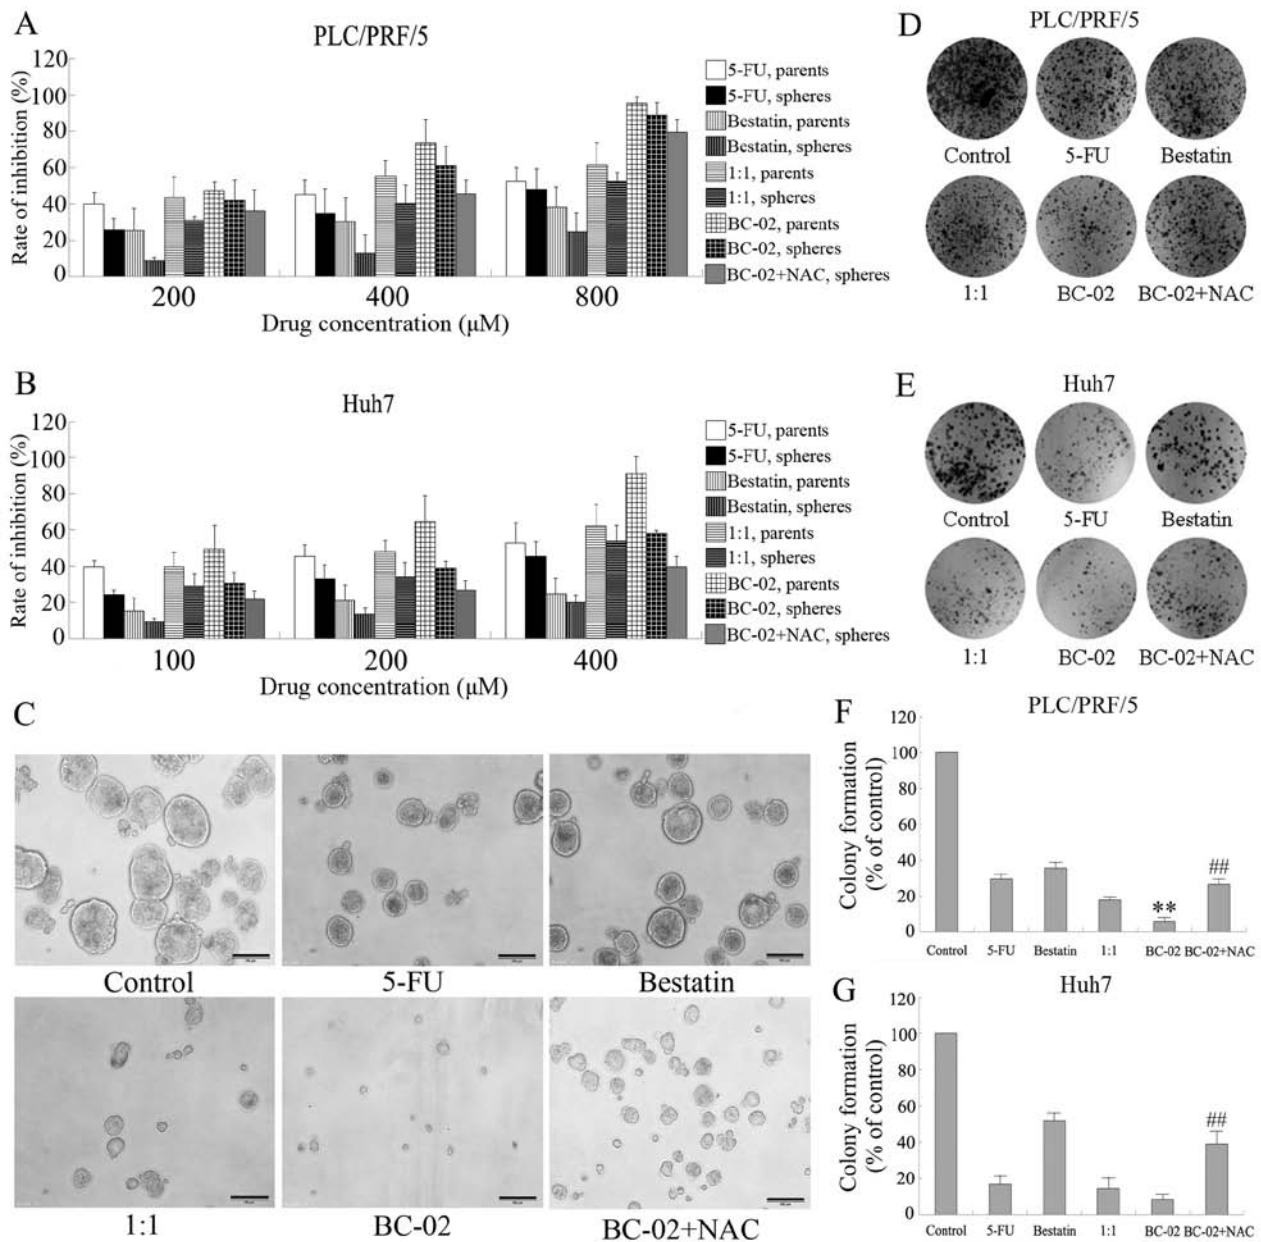 A
PLC/PRF/5
Rate of inhibition (%)
120
100
80
60
40
20
0
200
400
800
Drug concentration (μM)
5-FU, parents
5-FU, spheres
Bestatin, parents
Bestatin, spheres
1:1, parents
1:1, spheres
BC-02, parents
BC-02, spheres
BC-02+NAC, spheres
B
Huh7
Rate of inhibition (%)
120
100
80
60
40
20
0
100
200
400
Drug concentration (μM)
5-FU, parents
5-FU, spheres
Bestatin, parents
Bestatin, spheres
1:1, parents
1:1, spheres
BC-02, parents
BC-02, spheres
BC-02+NAC, spheres
C
Control
5-FU
Bestatin
1:1
BC-02
BC-02+NAC
D
PLC/PRF/5
Control
5-FU
Bestatin
1:1
BC-02
BC-02+NAC
E
Huh7
Control
5-FU
Bestatin
1:1
BC-02
BC-02+NAC
F
PLC/PRF/5
Colony formation
(% of control)
120
100
80
60
40
20
0
**
##
Control
5-FU
Bestatin
1:1
BC-02
BC-02+NAC
G
Huh7
Colony formation
(% of control)
120
100
80
60
40
20
0
##
Control
5-FU
Bestatin
1:1
BC-02
BC-02+NAC